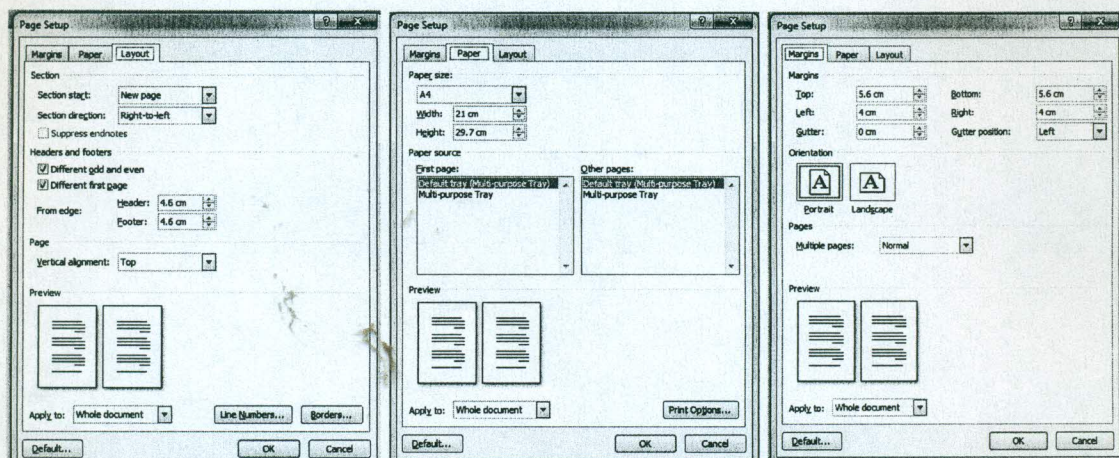 Page Setup
Margins Paper Layout
Section
Section start: New page
Section direction: Right-to-left
Suppress endnotes
Headers and footers
Different odd and even
Different first page
From edge:
Header: 4.6 cm
Footer: 4.6 cm
Page
Vertical alignment: Top
Preview
Apply to: Whole document Line Numbers... Borders...
Default... OK Cancel
Page Setup
Margins Paper Layout
Paper size:
A4
Width: 21 cm
Height: 29.7 cm
Paper source
First page: Other pages:
Default tray (Multi-purpose Tray) Default tray (Multi-purpose Tray)
Multi-purpose Tray Multi-purpose Tray
Preview
Apply to: Whole document Print Options...
Default... OK Cancel
Page Setup
Margins Paper Layout
Margins
Top: 5.6 cm Bottom: 5.6 cm
Left: 4 cm Right: 4 cm
Gutter: 0 cm Gutter position: Left
Orientation
A A
Portrait Landscape
Pages
Multiple pages: Normal
Preview
Apply to: Whole document
Default... OK Cancel